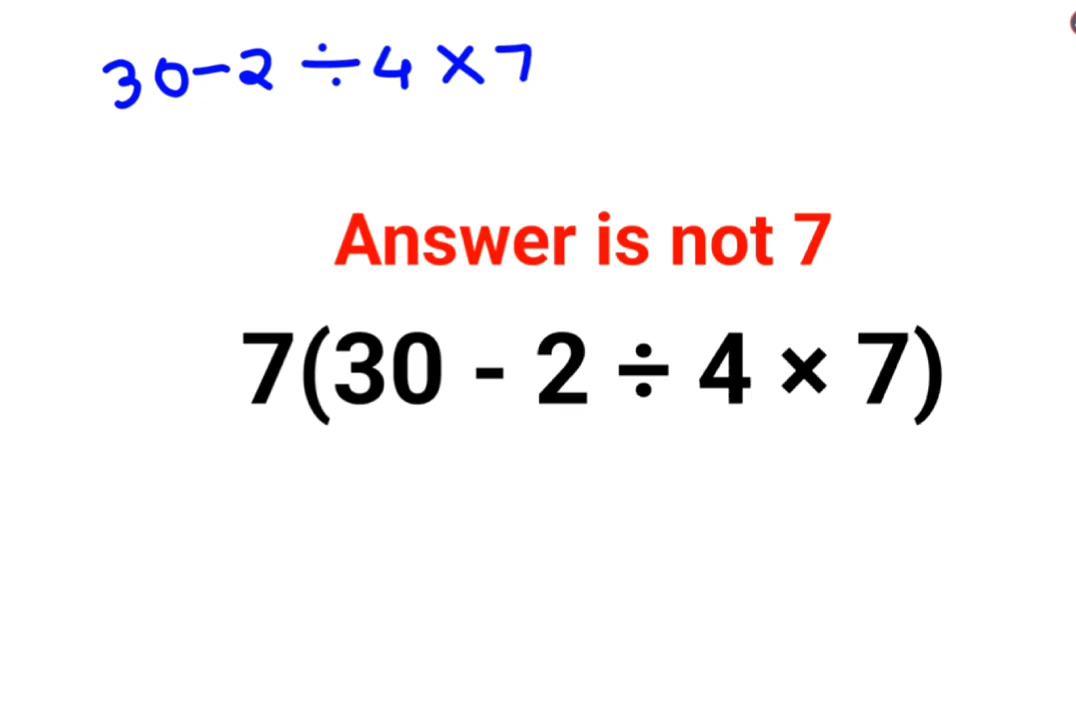 30-2 ÷ 4 × 7
Answer is not 7
7(30 - 2 ÷ 4 × 7)